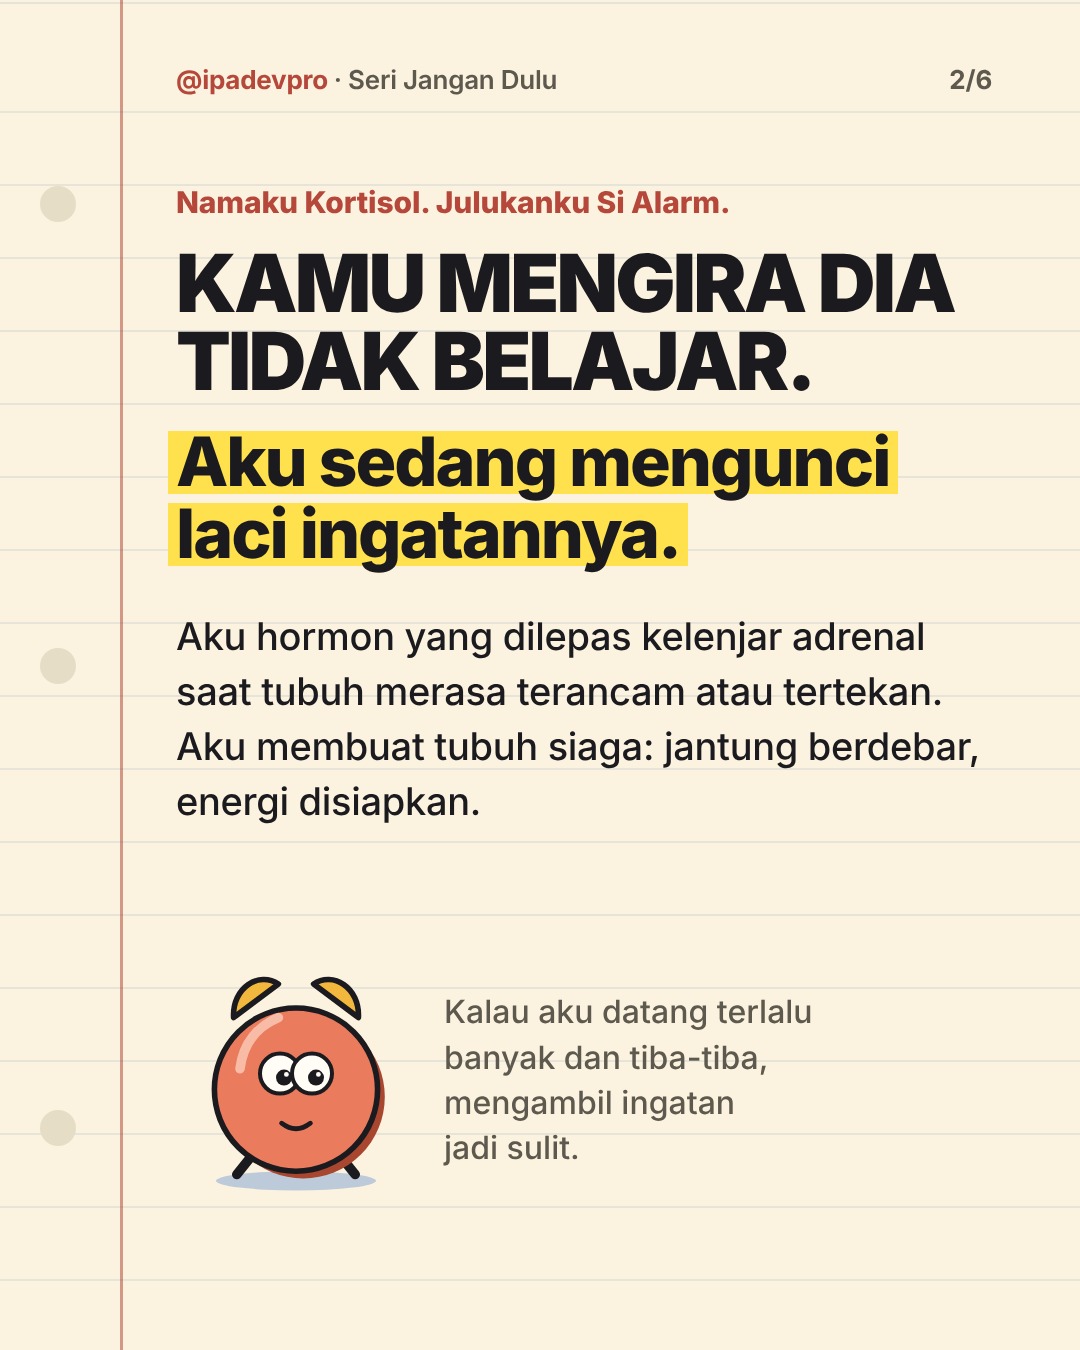 @ipadevpro · Seri Jangan Dulu
2/6
Namaku Kortisol. Julukanku Si Alarm.
KAMU MENGIRA DIA
TIDAK BELAJAR.
Aku sedang mengunci
laci ingatannya.
Aku hormon yang dilepas kelenjar adrenal
saat tubuh merasa terancam atau tertekan.
Aku membuat tubuh siaga: jantung berdebar,
energi disiapkan.
Kalau aku datang terlalu
banyak dan tiba-tiba,
mengambil ingatan
jadi sulit.